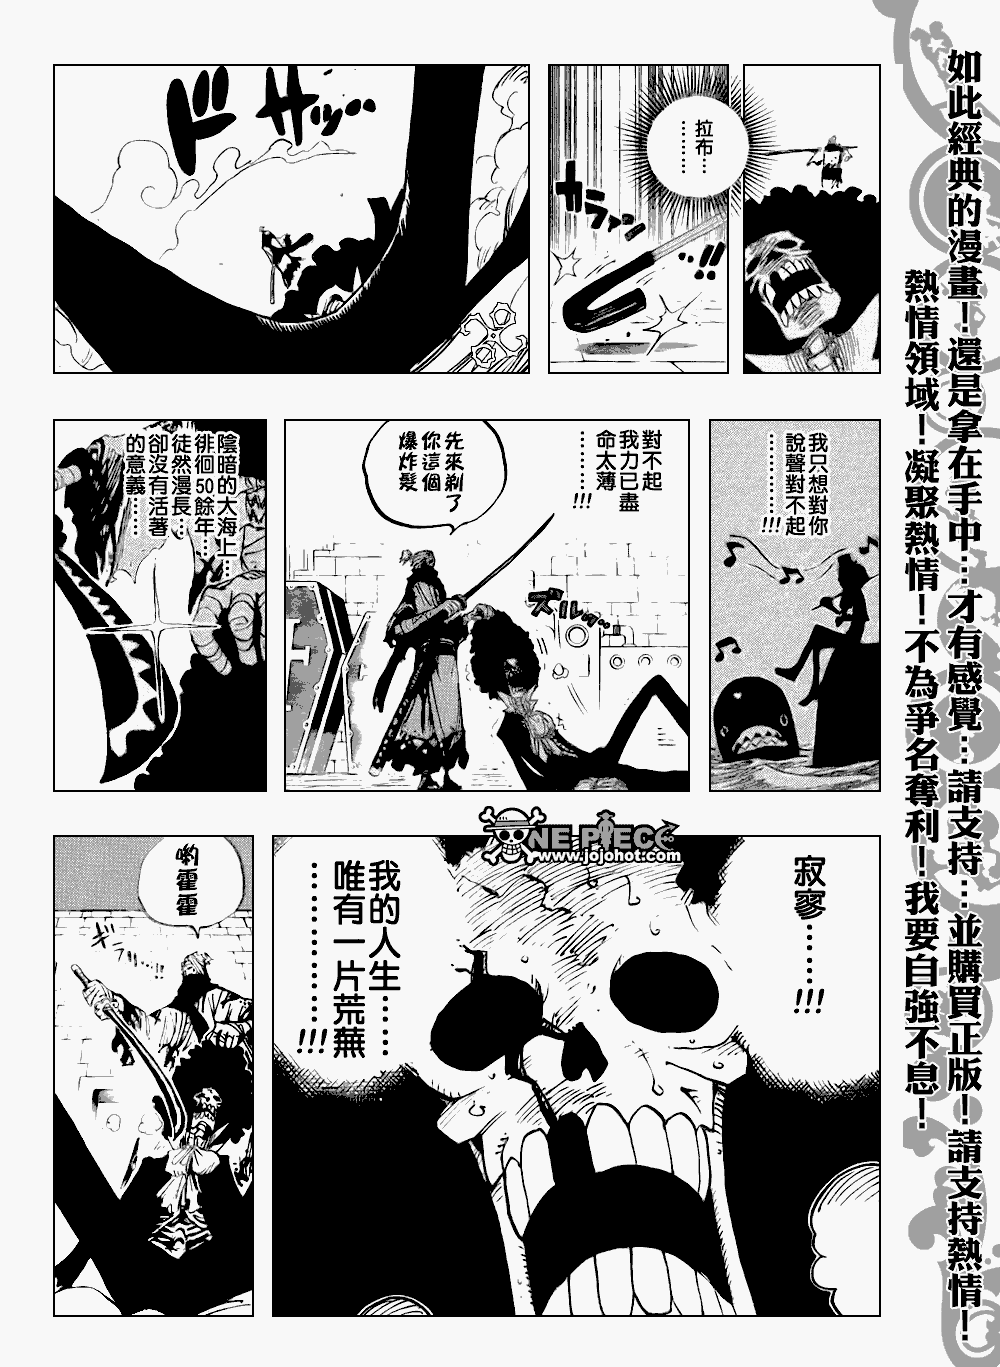 如此經典的漫畫！還是拿在手中…才有感覺…請支持…並購買正版！請支持熱情！
熱情領域！凝聚熱情！不為爭名奪利！我要自強不息！
拉布…
………
カラァン
…!!
ドドォ
サッ…
我只想對你
說聲對不起
………!!!
對不起
我力已盡
命太薄
……!!!
先來剃了
你這個
爆炸髮
ズルッ…
陰暗的大海上…
徘徊50餘年…
徒然漫長…
卻沒有活著
的意義……
ONE PIECE
www.jojohot.com
寂寥……!!!
我的人生……
唯有一片荒蕪
…………!!!
喲霍霍
ギラ…!!